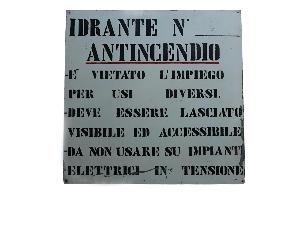 IDRANTE N°
ANTINCENDIO
-E' VIETATO L'IMPIEGO
PER USI DIVERSI.
-DEVE ESSERE LASCIATO
VISIBILE ED ACCESSIBILE
-DA NON USARE SU IMPIANTI
ELETTRICI IN TENSIONE